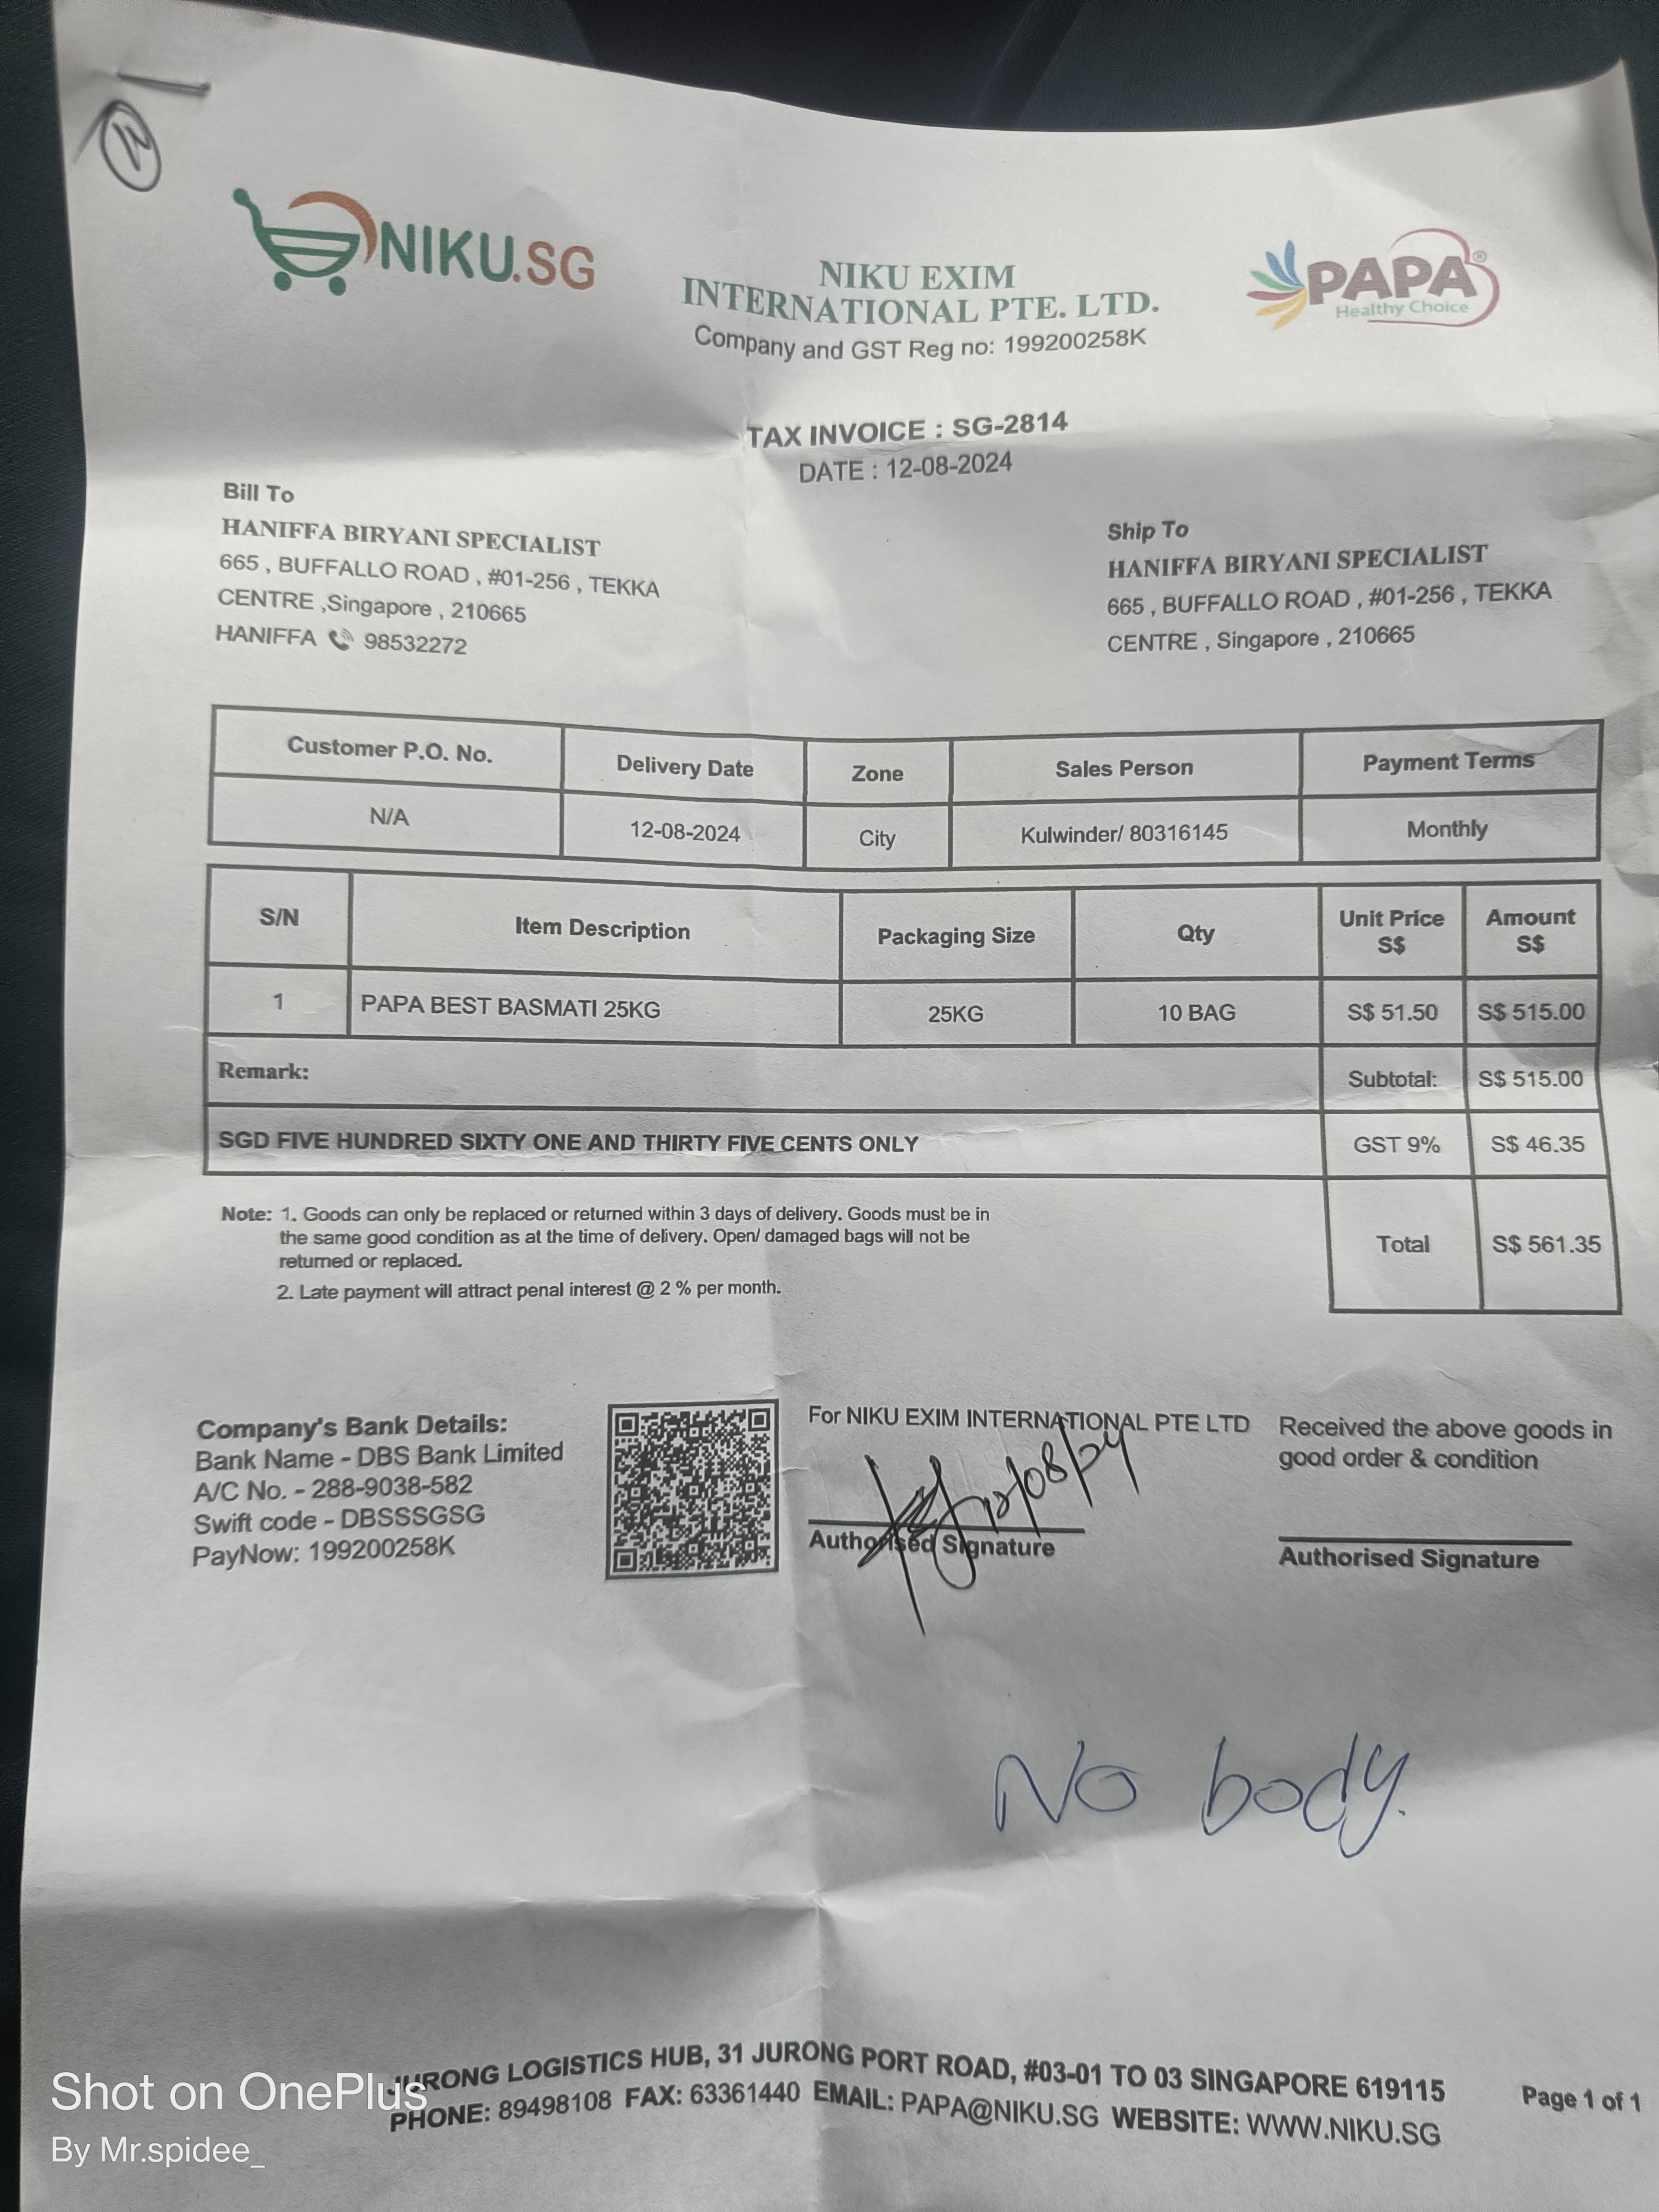 NIKU.SG
NIKU EXIM
INTERNATIONAL PTE. LTD.
Company and GST Reg no: 199200258K
PAPA®
Healthy Choice
TAX INVOICE : SG-2814
DATE : 12-08-2024
Bill To
HANIFFA BIRYANI SPECIALIST
665 , BUFFALLO ROAD , #01-256 , TEKKA
CENTRE ,Singapore , 210665
HANIFFA 98532272
Ship To
HANIFFA BIRYANI SPECIALIST
665 , BUFFALLO ROAD , #01-256 , TEKKA
CENTRE , Singapore , 210665
Customer P.O. No. Delivery Date Zone Sales Person Payment Terms
N/A 12-08-2024 City Kulwinder/ 80316145 Monthly
S/N Item Description Packaging Size Qty Unit Price S$ Amount S$
1 PAPA BEST BASMATI 25KG 25KG 10 BAG S$ 51.50 S$ 515.00
Remark: Subtotal: S$ 515.00
SGD FIVE HUNDRED SIXTY ONE AND THIRTY FIVE CENTS ONLY GST 9% S$ 46.35
Total S$ 561.35
Note: 1. Goods can only be replaced or returned within 3 days of delivery. Goods must be in
the same good condition as at the time of delivery. Open/ damaged bags will not be
returned or replaced.
2. Late payment will attract penal interest @ 2 % per month.
Company's Bank Details:
Bank Name - DBS Bank Limited
A/C No. - 288-9038-582
Swift code - DBSSSGSG
PayNow: 199200258K
For NIKU EXIM INTERNATIONAL PTE LTD
12/08/24
Authorised Signature
Received the above goods in
good order & condition
Authorised Signature
No body.
JURONG LOGISTICS HUB, 31 JURONG PORT ROAD, #03-01 TO 03 SINGAPORE 619115
PHONE: 89498108 FAX: 63361440 EMAIL: PAPA@NIKU.SG WEBSITE: WWW.NIKU.SG
Page 1 of 1
Shot on OnePlus
By Mr.spidee_